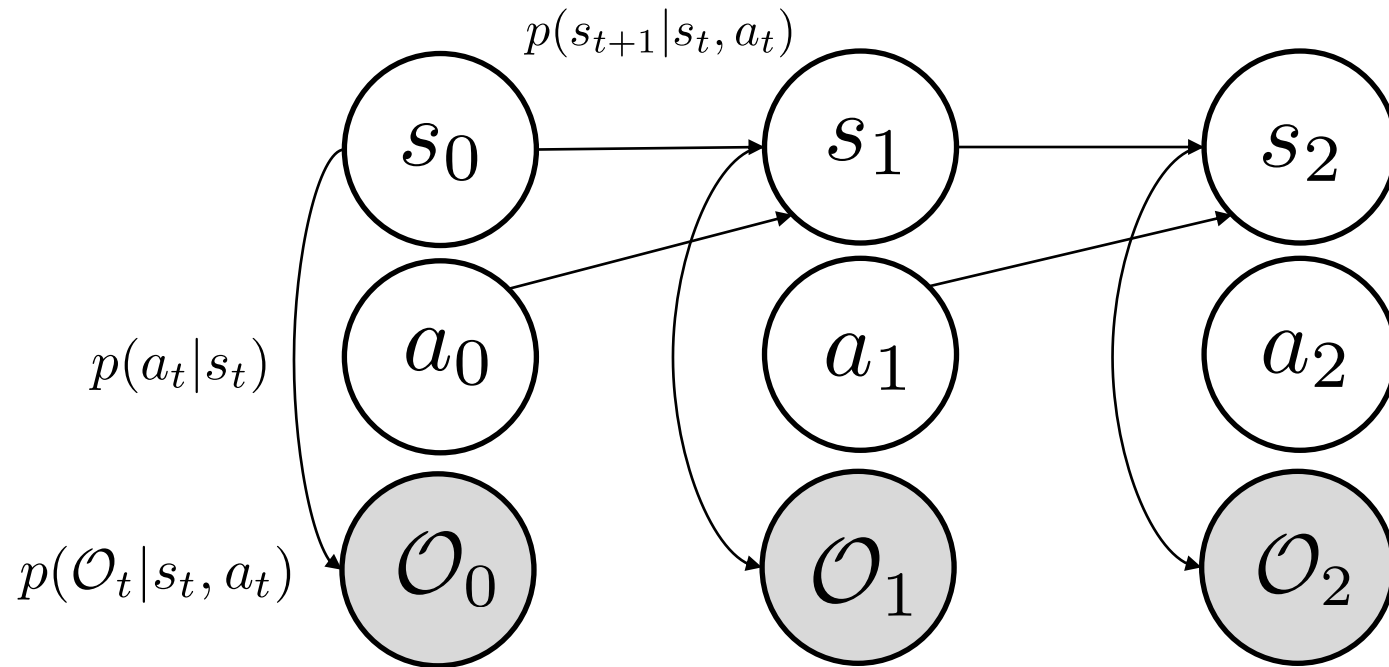 p(s_{t+1}|s_t, a_t)
s_0 s_1 s_2
a_0 a_1 a_2
p(a_t|s_t)
𝒪_0 𝒪_1 𝒪_2
p(𝒪_t|s_t, a_t)